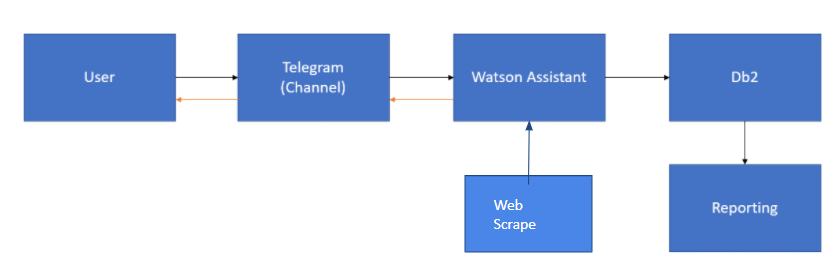 User
Telegram
(Channel)
Watson Assistant
Db2
Web
Scrape
Reporting